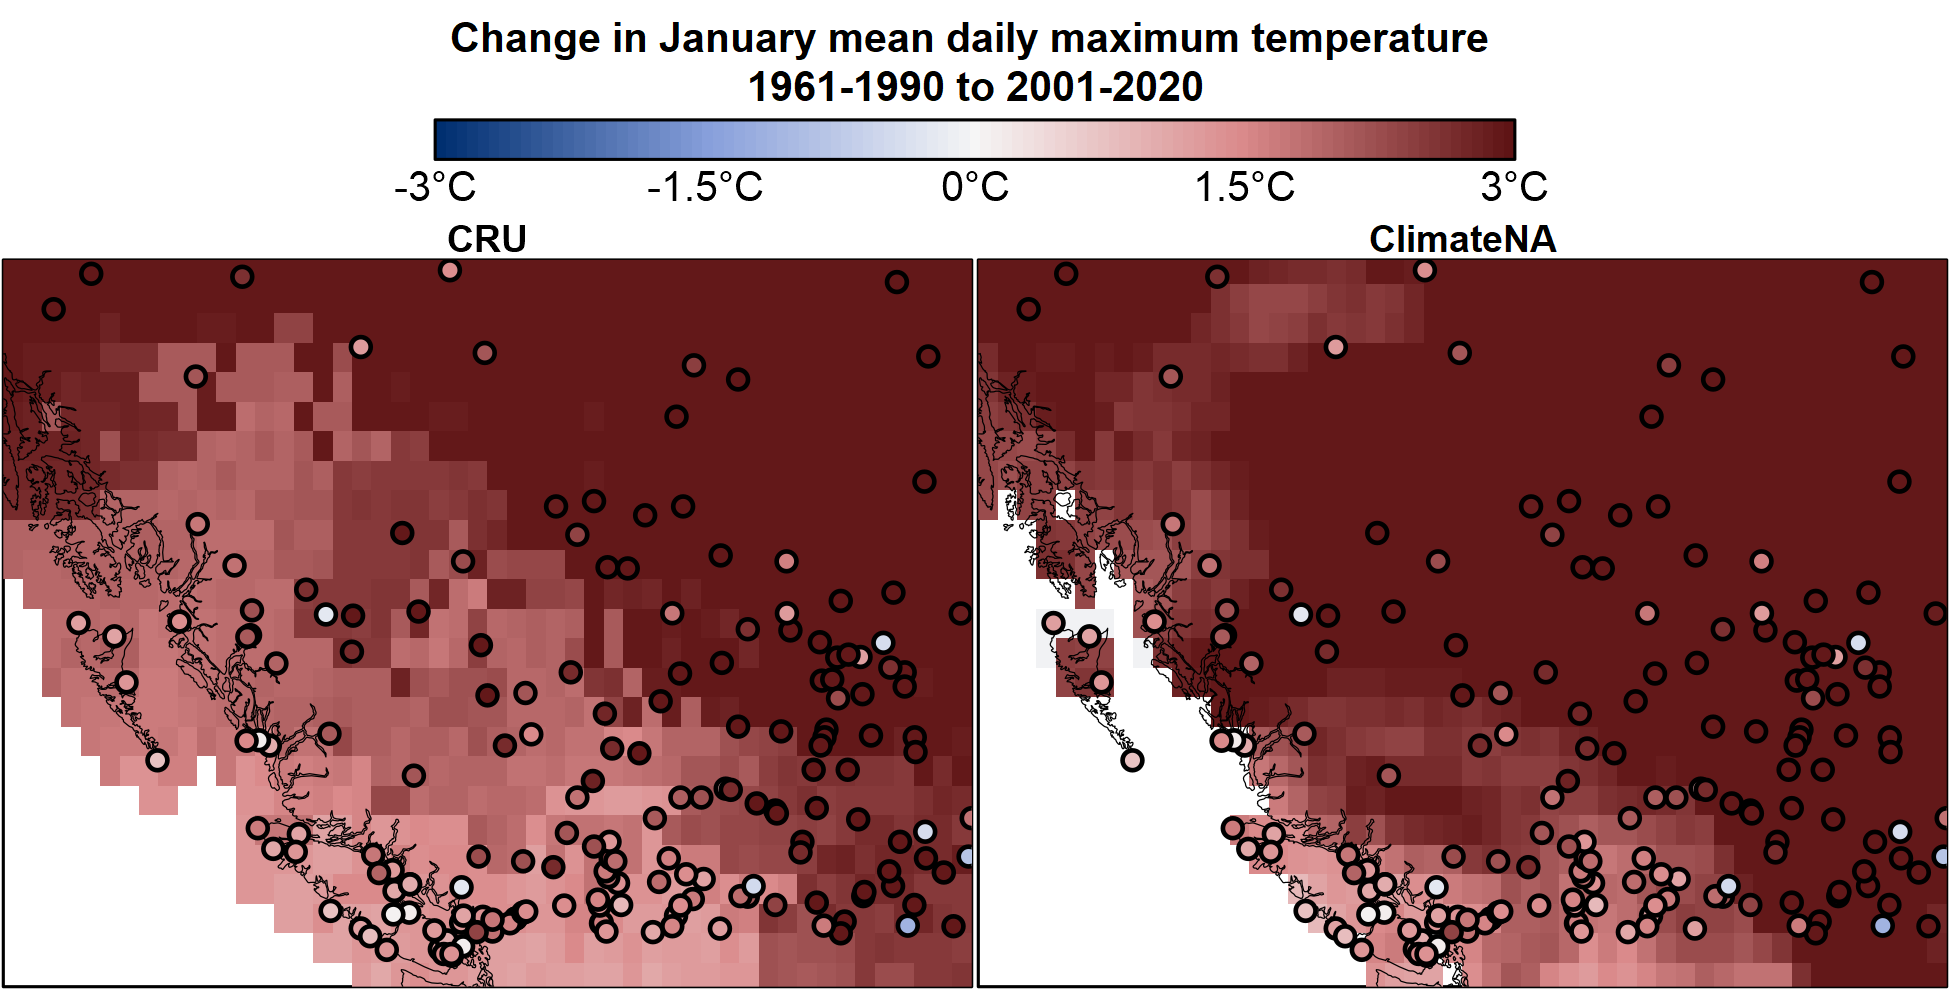 Change in January mean daily maximum temperature
1961-1990 to 2001-2020
-3°C -1.5°C 0°C 1.5°C 3°C
CRU
ClimateNA